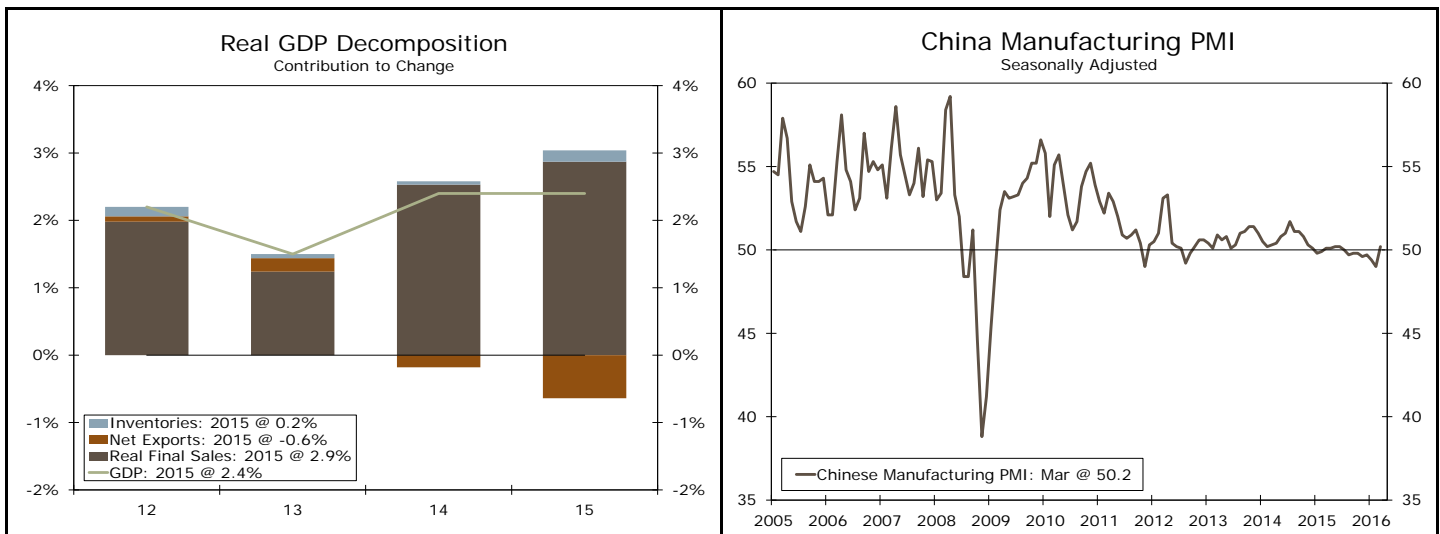 Real GDP Decomposition
Contribution to Change
4%
3%
2%
1%
0%
-1%
-2%
4%
3%
2%
1%
0%
-1%
-2%
Inventories: 2015 @ 0.2%
Net Exports: 2015 @ -0.6%
Real Final Sales: 2015 @ 2.9%
GDP: 2015 @ 2.4%
12 13 14 15
China Manufacturing PMI
Seasonally Adjusted
60
55
50
45
40
35
60
55
50
45
40
35
Chinese Manufacturing PMI: Mar @ 50.2
2005 2006 2007 2008 2009 2010 2011 2012 2013 2014 2015 2016